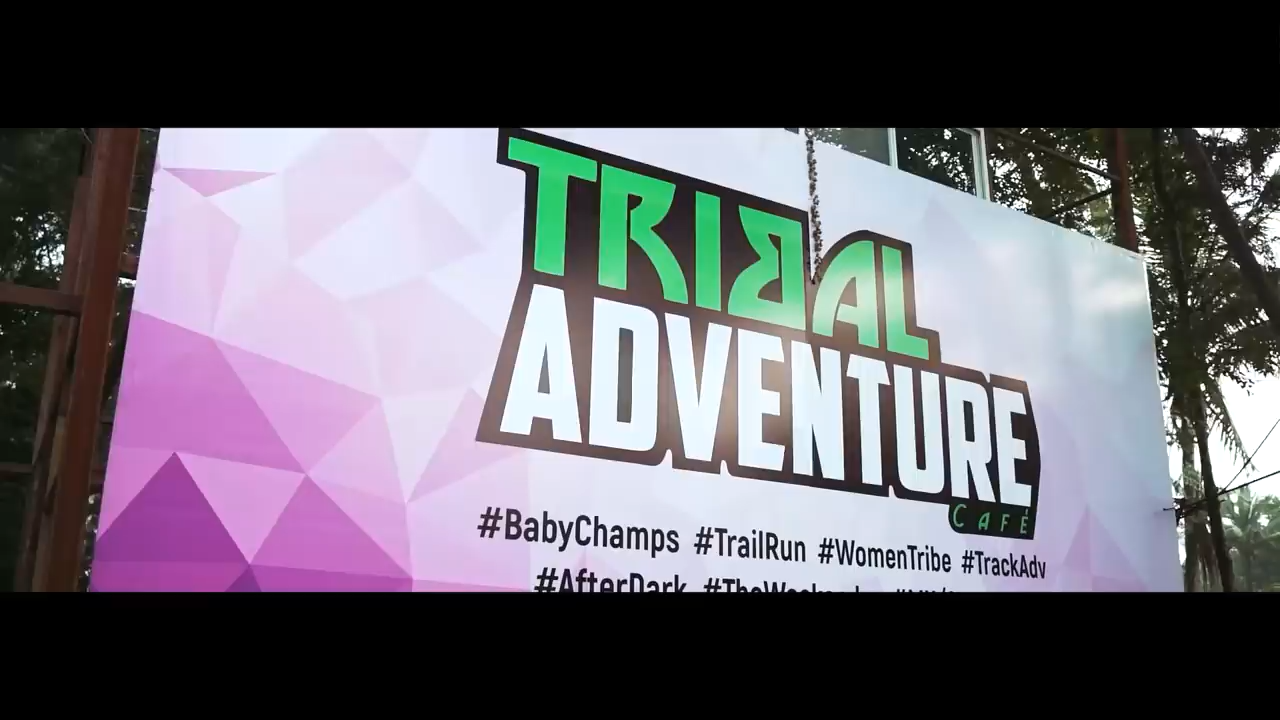 TRIBAL
ADVENTURE
CAFÉ
#BabyChamps #TrailRun #WomenTribe #TrackAdv
#AfterDark